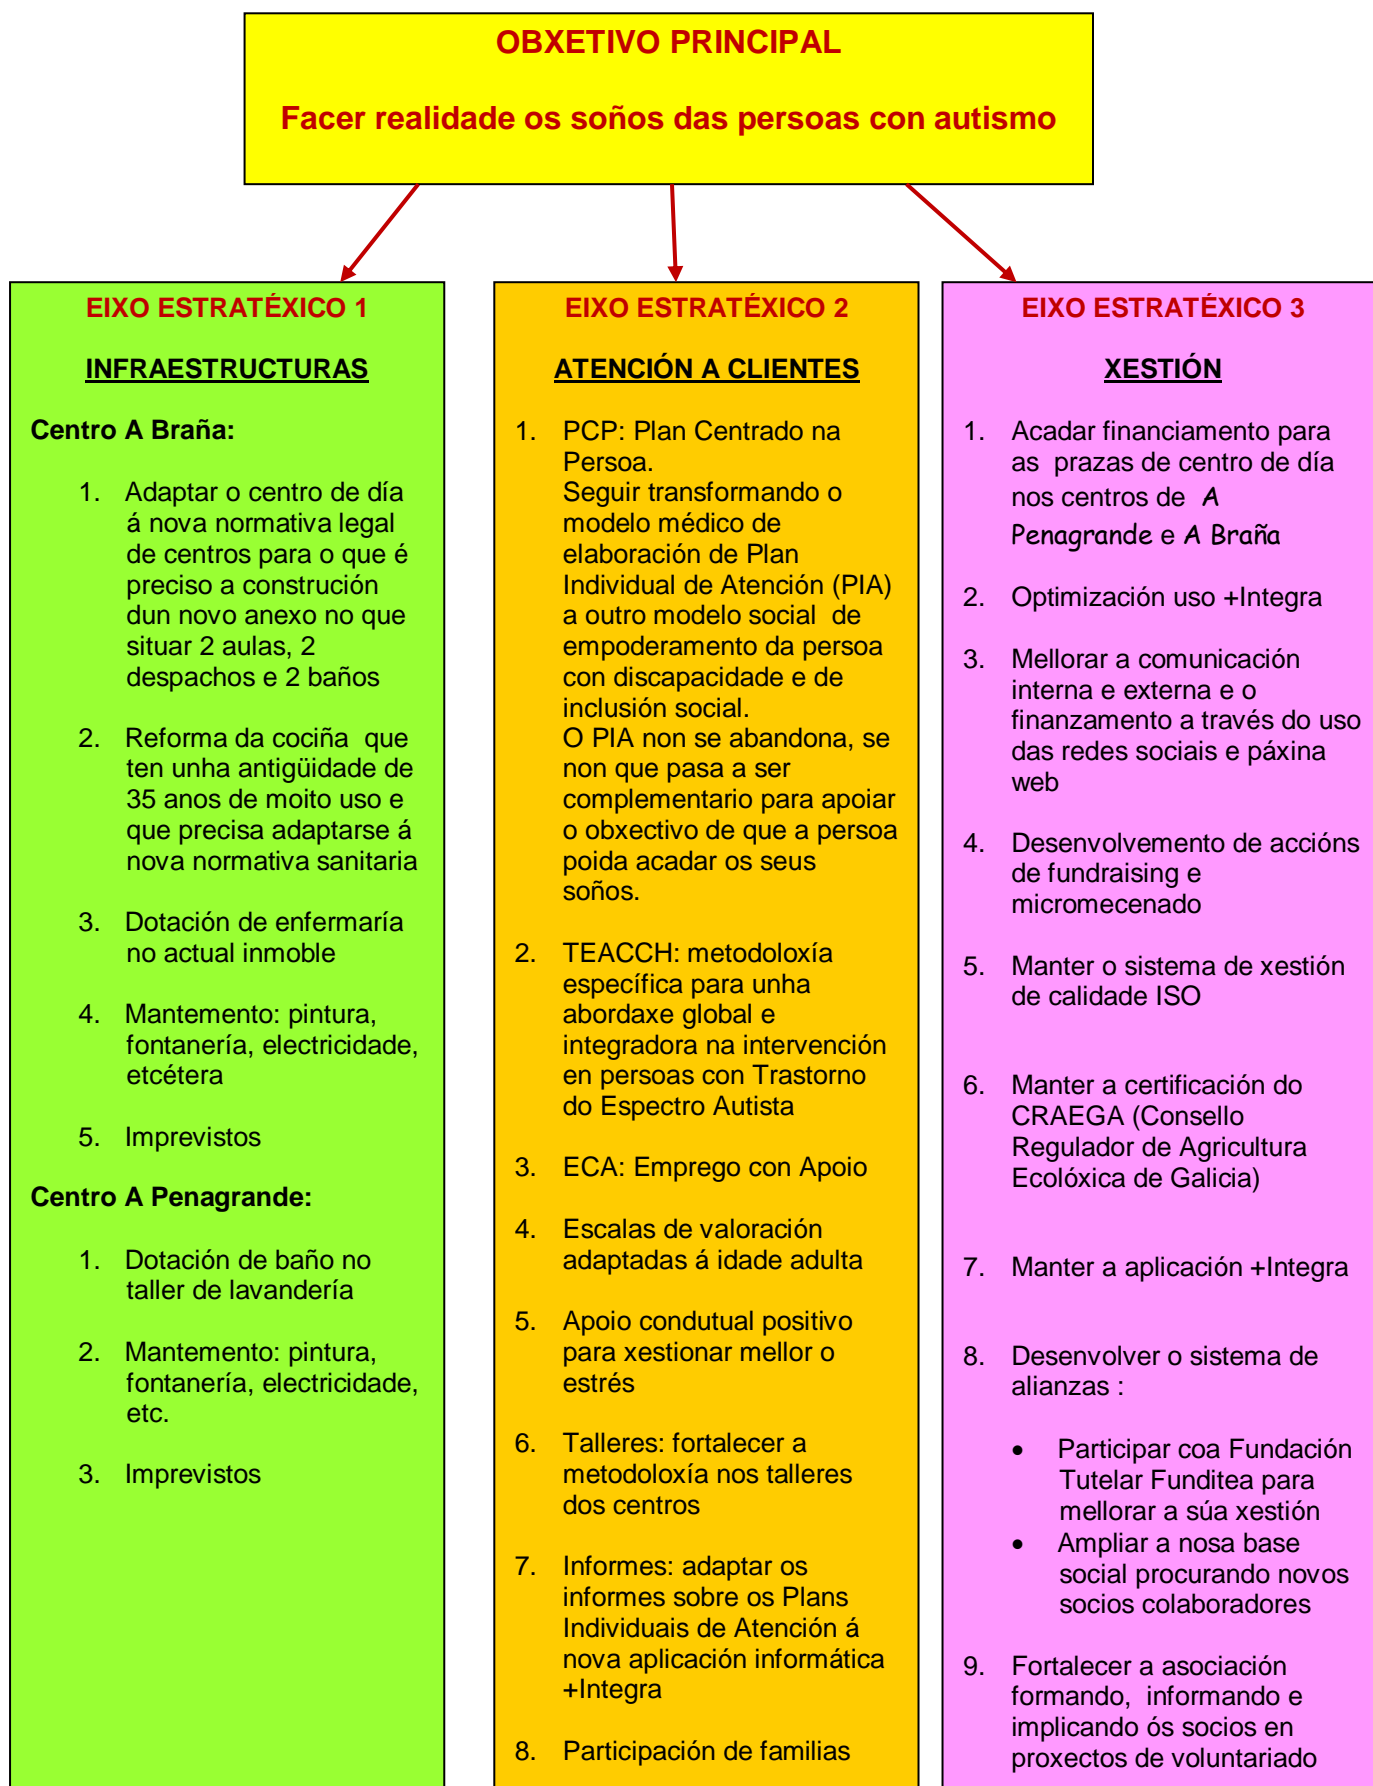 OBXETIVO PRINCIPAL
Facer realidade os soños das persoas con autismo
EIXO ESTRATÉXICO 1
INFRAESTRUCTURAS
Centro A Braña:
1. Adaptar o centro de día
á nova normativa legal
de centros para o que é
preciso a construción
dun novo anexo no que
situar 2 aulas, 2
despachos e 2 baños
2. Reforma da cociña que
ten unha antigüidade de
35 anos de moito uso e
que precisa adaptarse á
nova normativa sanitaria
3. Dotación de enfermaría
no actual inmoble
4. Mantemento: pintura,
fontanería, electricidade,
etcétera
5. Imprevistos
Centro A Penagrande:
1. Dotación de baño no
taller de lavandería
2. Mantemento: pintura,
fontanería, electricidade,
etc.
3. Imprevistos
EIXO ESTRATÉXICO 2
ATENCIÓN A CLIENTES
1. PCP: Plan Centrado na
Persoa.
Seguir transformando o
modelo médico de
elaboración de Plan
Individual de Atención (PIA)
a outro modelo social de
empoderamento da persoa
con discapacidade e de
inclusión social.
O PIA non se abandona, se
non que pasa a ser
complementario para apoiar
o obxectivo de que a persoa
poida acadar os seus
soños.
2. TEACCH: metodoloxía
específica para unha
abordaxe global e
integradora na intervención
en persoas con Trastorno
do Espectro Autista
3. ECA: Emprego con Apoio
4. Escalas de valoración
adaptadas á idade adulta
5. Apoio condutual positivo
para xestionar mellor o
estrés
6. Talleres: fortalecer a
metodoloxía nos talleres
dos centros
7. Informes: adaptar os
informes sobre os Plans
Individuais de Atención á
nova aplicación informática
+Integra
8. Participación de familias
EIXO ESTRATÉXICO 3
XESTIÓN
1. Acadar financiamento para
as prazas de centro de día
nos centros de A
Penagrande e A Braña
2. Optimización uso +Integra
3. Mellorar a comunicación
interna e externa e o
finanzamento a través do uso
das redes sociais e páxina
web
4. Desenvolvemento de accións
de fundraising e
micromecenado
5. Manter o sistema de xestión
de calidade ISO
6. Manter a certificación do
CRAEGA (Consello
Regulador de Agricultura
Ecolóxica de Galicia)
7. Manter a aplicación +Integra
8. Desenvolver o sistema de
alianzas :
• Participar coa Fundación
Tutelar Funditea para
mellorar a súa xestión
• Ampliar a nosa base
social procurando novos
socios colaboradores
9. Fortalecer a asociación
formando, informando e
implicando ós socios en
proxectos de voluntariado